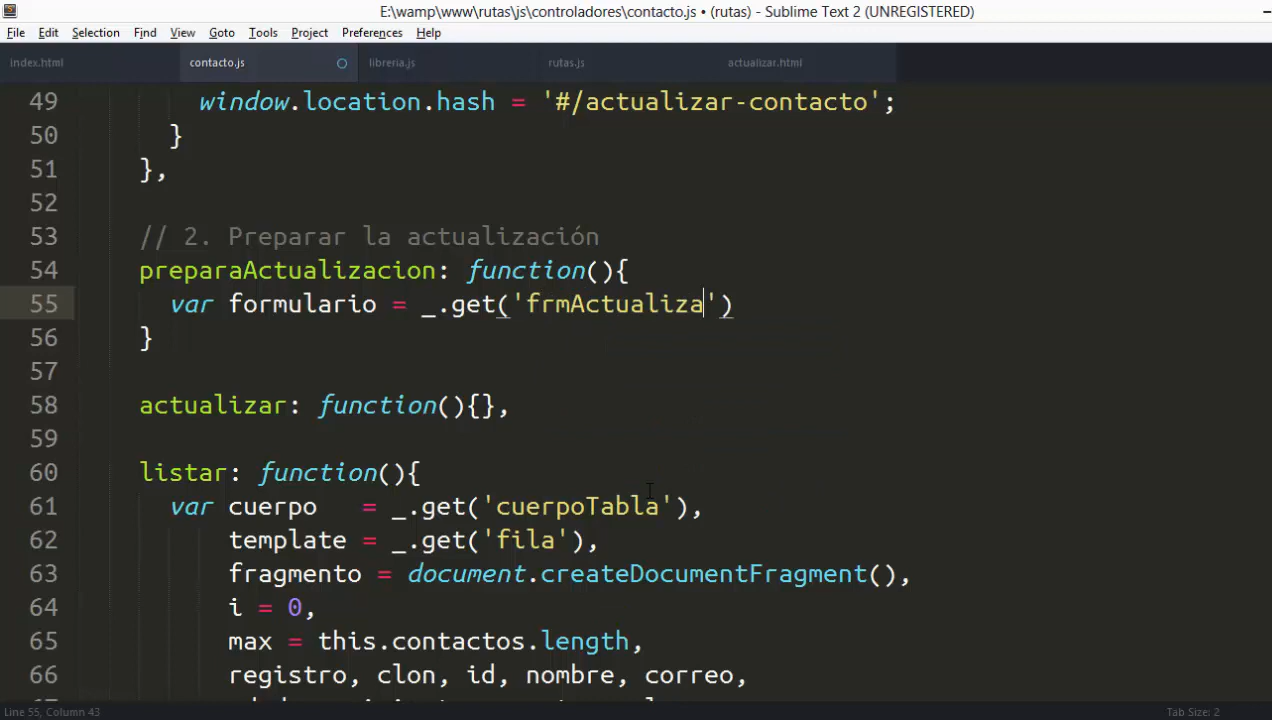 E:\wamp\www\rutas\js\controladores\contacto.js • (rutas) - Sublime Text 2 (UNREGISTERED)
File Edit Selection Find View Goto Tools Project Preferences Help
index.html contacto.js libreria.js rutas.js actualizar.html
49 window.location.hash = '#/actualizar-contacto';
50 }
51 },
52
53 // 2. Preparar la actualización
54 preparaActualizacion: function(){
55 var formulario = _.get('frmActualiza')
56 }
57
58 actualizar: function(){},
59
60 listar: function(){
61 var cuerpo = _.get('cuerpoTabla'),
62 template = _.get('fila'),
63 fragmento = document.createDocumentFragment(),
64 i = 0,
65 max = this.contactos.length,
66 registro, clon, id, nombre, correo,
Line 55, Column 43 Tab Size: 2